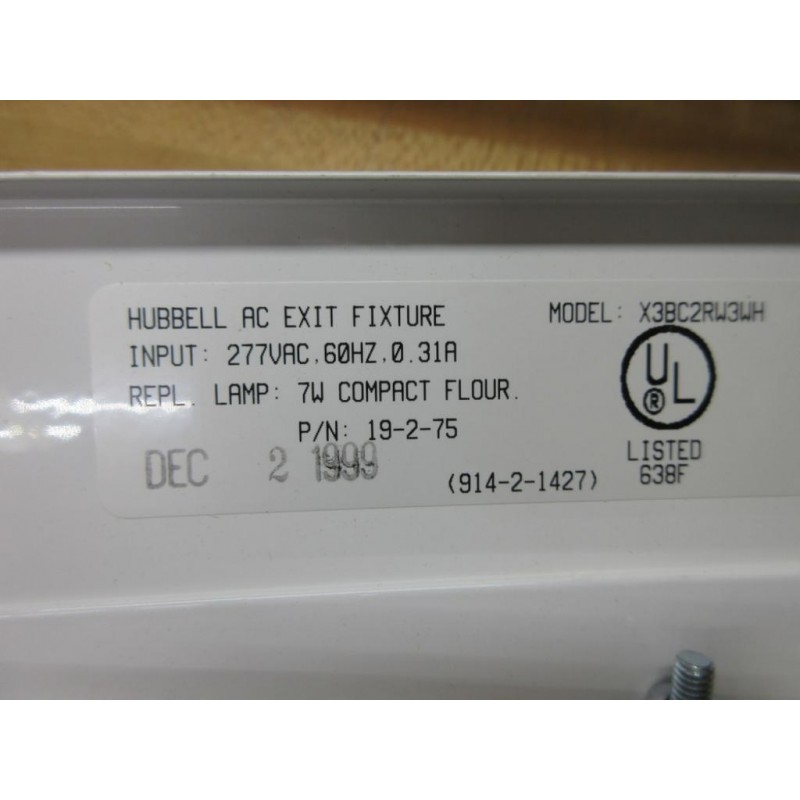 HUBBELL AC EXIT FIXTURE
MODEL: X3BC2RW3WH
INPUT: 277VAC,60HZ,0.31A
REPL. LAMP: 7W COMPACT FLOUR.
P/N: 19-2-75
UL
®
LISTED
638F
DEC 2 1999
(914-2-1427)